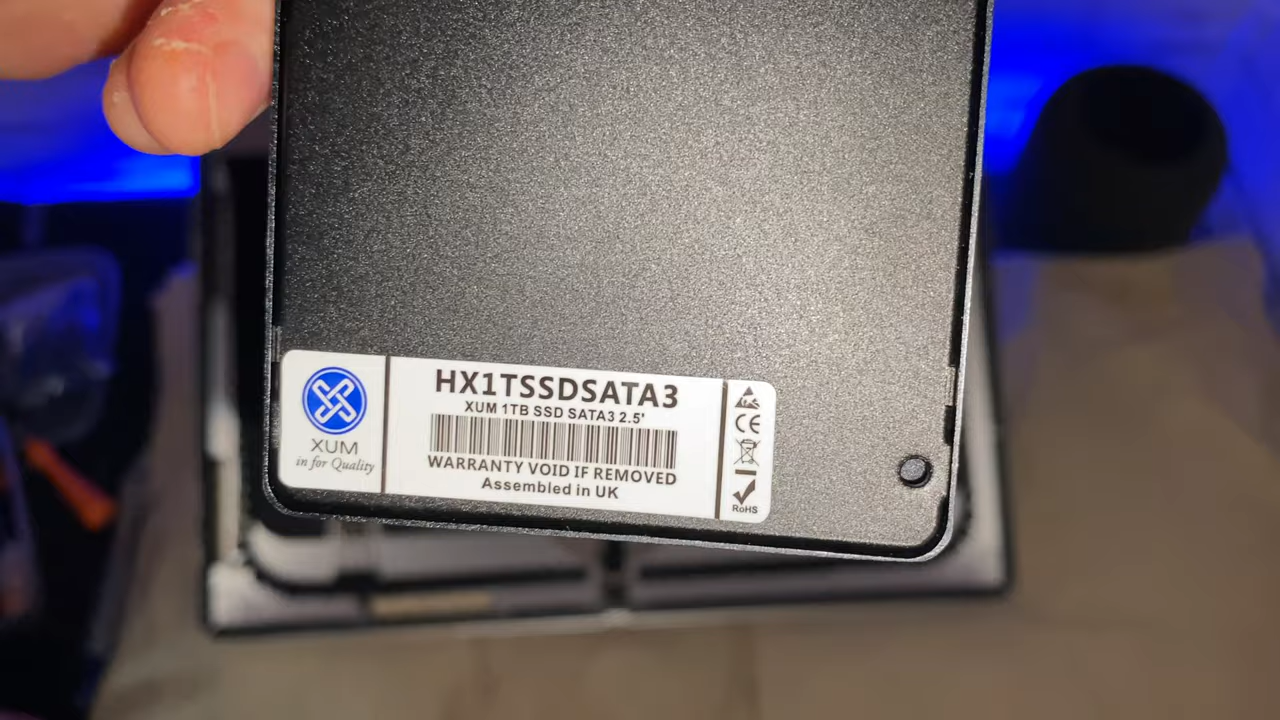 XUM
in for Quality
HX1TSSDSATA3
XUM 1TB SSD SATA3 2.5'
WARRANTY VOID IF REMOVED
Assembled in UK
CE
RoHS